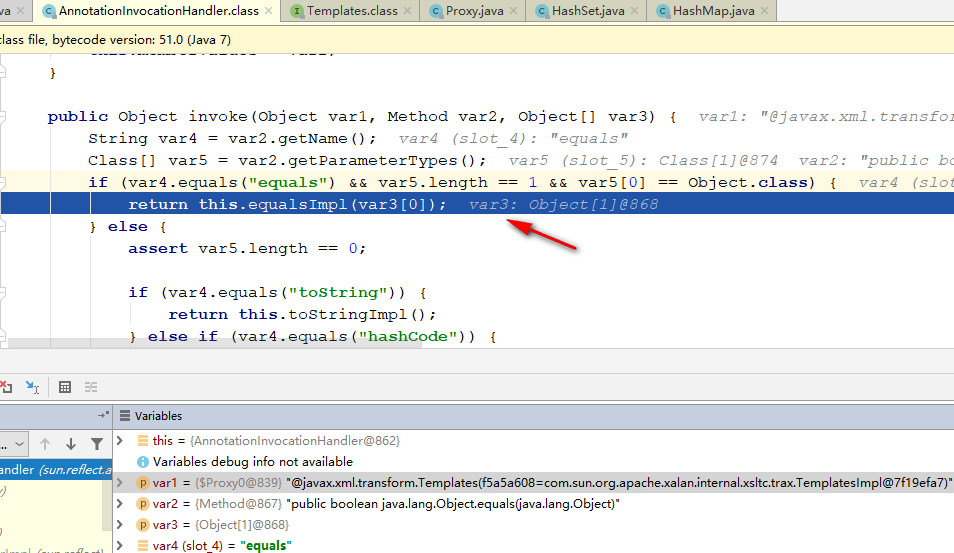 va
AnnotationInvocationHandler.class
Templates.class
Proxy.java
HashSet.java
HashMap.java
class file, bytecode version: 51.0 (Java 7)
}
public Object invoke(Object var1, Method var2, Object[] var3) { var1: "@javax.xml.transfo
String var4 = var2.getName(); var4 (slot_4): "equals"
Class[] var5 = var2.getParameterTypes(); var5 (slot_5): Class[1]@874 var2: "public bo
if (var4.equals("equals") && var5.length == 1 && var5[0] == Object.class) { var4 (slo
return this.equalsImpl(var3[0]); var3: Object[1]@868
} else {
assert var5.length == 0;
if (var4.equals("toString")) {
return this.toStringImpl();
} else if (var4.equals("hashCode")) {
Variables
this = {AnnotationInvocationHandler@862}
... Variables debug info not available
andler (sun.reflect.a var1 = {$Proxy0@839} "@javax.xml.transform.Templates(f5a5a608=com.sun.org.apache.xalan.internal.xsltc.trax.TemplatesImpl@7f19efa7)"
var2 = {Method@867} "public boolean java.lang.Object.equals(java.lang.Object)"
var3 = {Object[1]@868}
var4 (slot_4) = "equals"